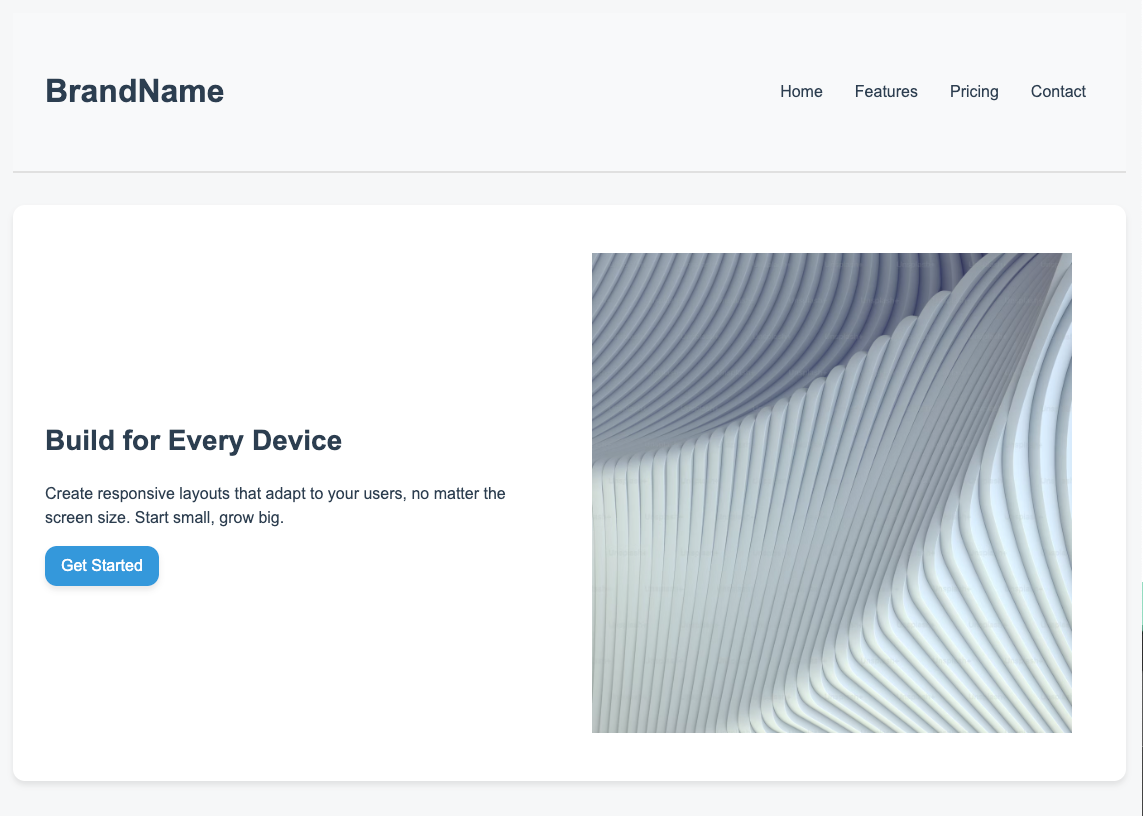 BrandName
Home Features Pricing Contact
Build for Every Device
Create responsive layouts that adapt to your users, no matter the
screen size. Start small, grow big.
Get Started